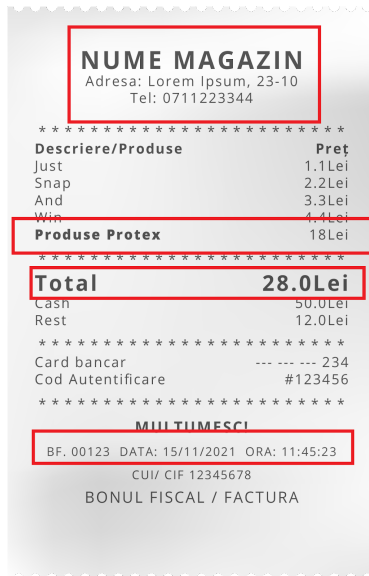 NUME MAGAZIN
Adresa: Lorem Ipsum, 23-10
Tel: 0711223344
* * * * * * * * * * * * * * * * * * * * * * * *
Descriere/Produse Preț
Just 1.1Lei
Snap 2.2Lei
And 3.3Lei
Win 4.4Lei
Produse Protex 18Lei
* * * * * * * * * * * * * * * * * * * * * * * *
Total 28.0Lei
Cash 50.0Lei
Rest 12.0Lei
* * * * * * * * * * * * * * * * * * * * * * * *
Card bancar --- --- --- 234
Cod Autentificare #123456
* * * * * * * * * * * * * * * * * * * * * * * *
MULTUMESC!
BF. 00123 DATA: 15/11/2021 ORA: 11:45:23
CUI/ CIF 12345678
BONUL FISCAL / FACTURA